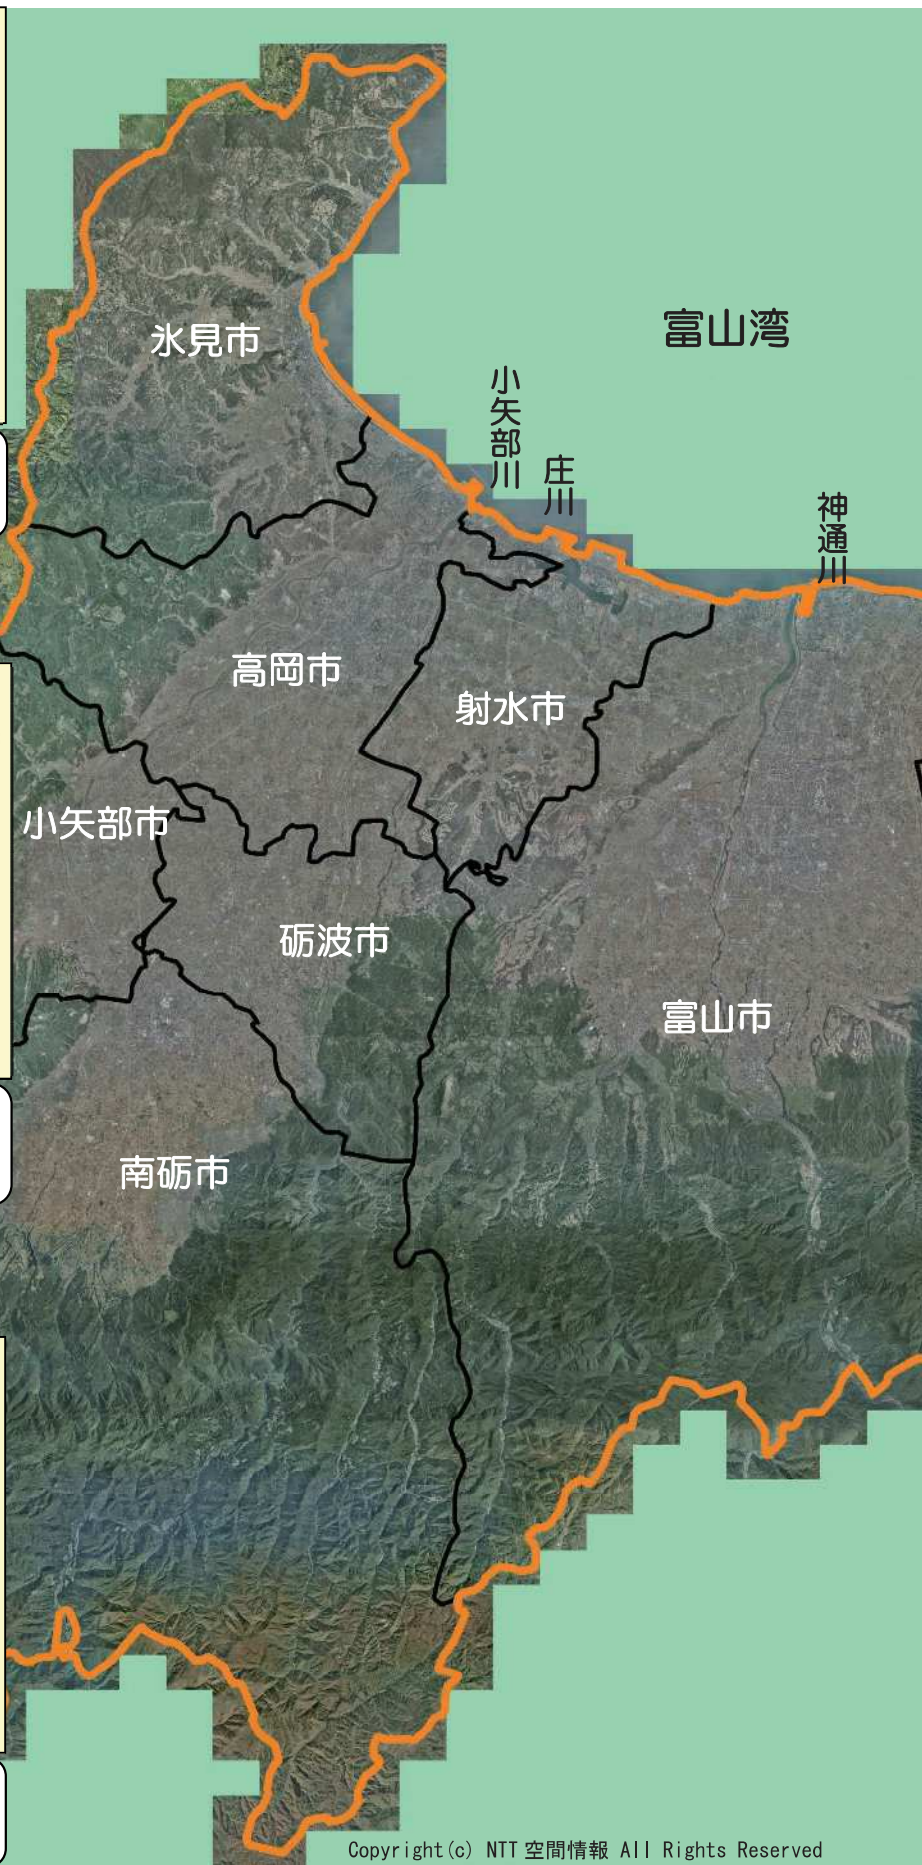 富山湾
氷見市
小矢部川
庄川
神通川
高岡市
射水市
小矢部市
砺波市
富山市
南砺市
Copyright(c) NTT空間情報 All Rights Reserved